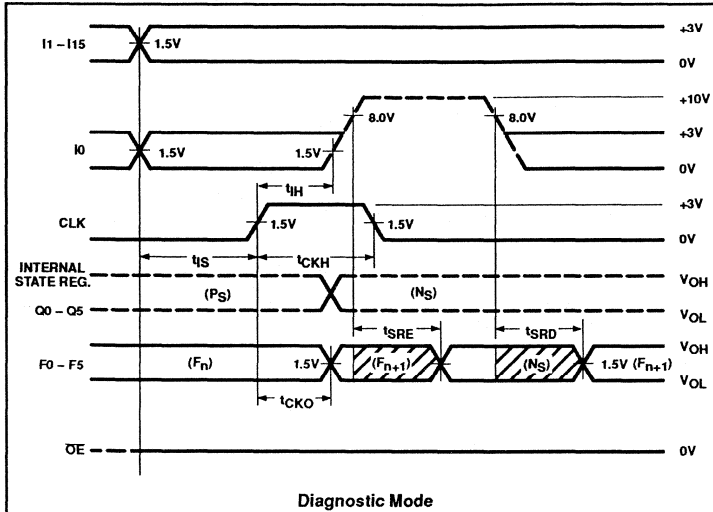 I1 – I15
1.5V
+3V
0V
+10V
8.0V
8.0V
I0
1.5V
1.5V
+3V
0V
tIH
CLK
1.5V
1.5V
+3V
0V
tIS
tCKH
INTERNAL
STATE REG.
Q0 – Q5
(PS)
(NS)
VOH
VOL
tSRE
tSRD
F0 – F5
(Fn)
1.5V
(Fn+1)
(NS)
1.5V (Fn+1)
VOH
VOL
tCKO
OE
0V
Diagnostic Mode